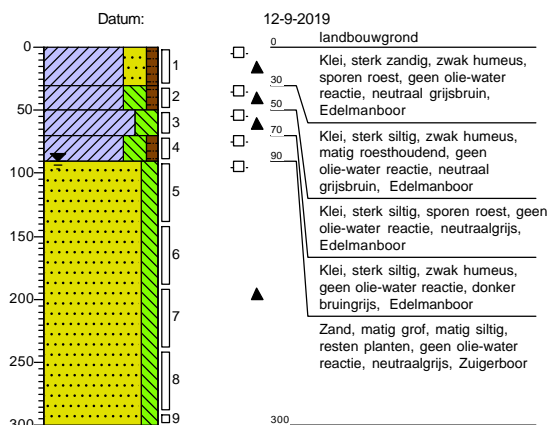 Datum: 12-9-2019
0
50
100
150
200
250
300
1
2
3
4
5
6
7
8
9
0
landbouwgrond
Klei, sterk zandig, zwak humeus,
sporen roest, geen olie-water
reactie, neutraal grijsbruin,
Edelmanboor
30
Klei, sterk siltig, zwak humeus,
matig roesthoudend, geen
olie-water reactie, neutraal
grijsbruin, Edelmanboor
50
Klei, sterk siltig, sporen roest, geen
olie-water reactie, neutraalgrijs,
Edelmanboor
70
Klei, sterk siltig, zwak humeus,
geen olie-water reactie, donker
bruingrijs, Edelmanboor
90
Zand, matig grof, matig siltig,
resten planten, geen olie-water
reactie, neutraalgrijs, Zuigerboor
300